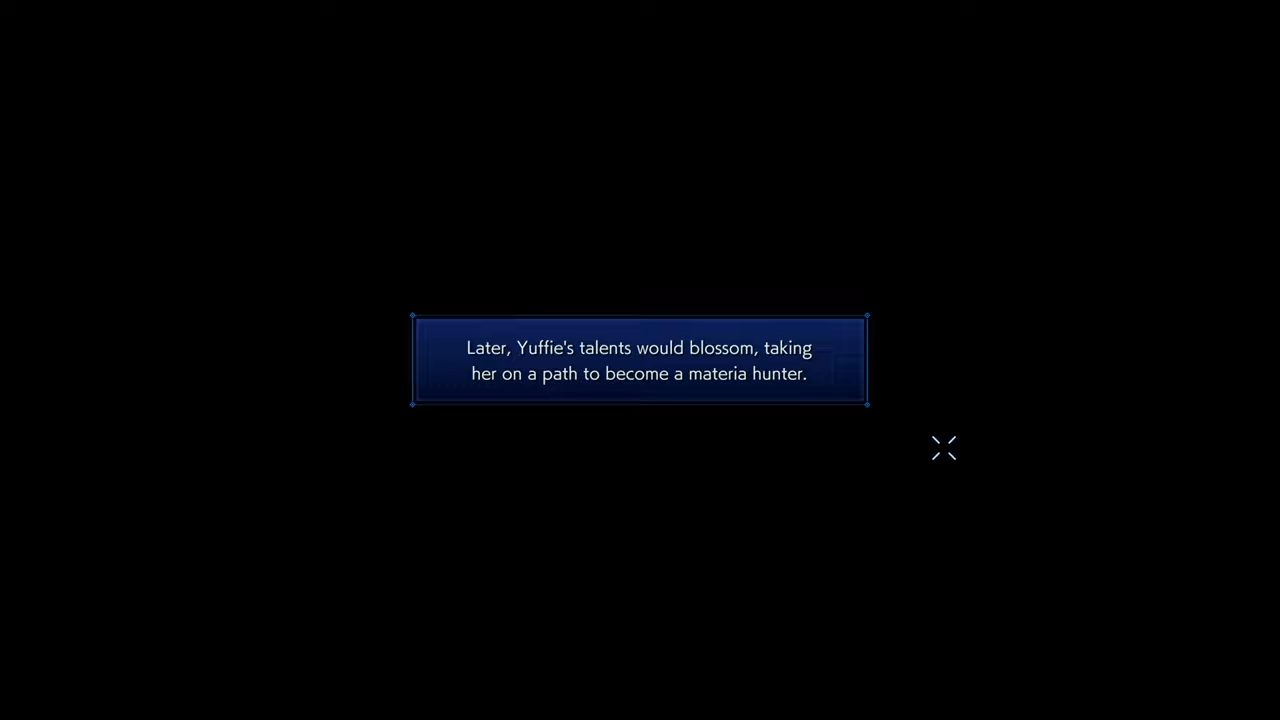 Later, Yuffie's talents would blossom, taking
her on a path to become a materia hunter.